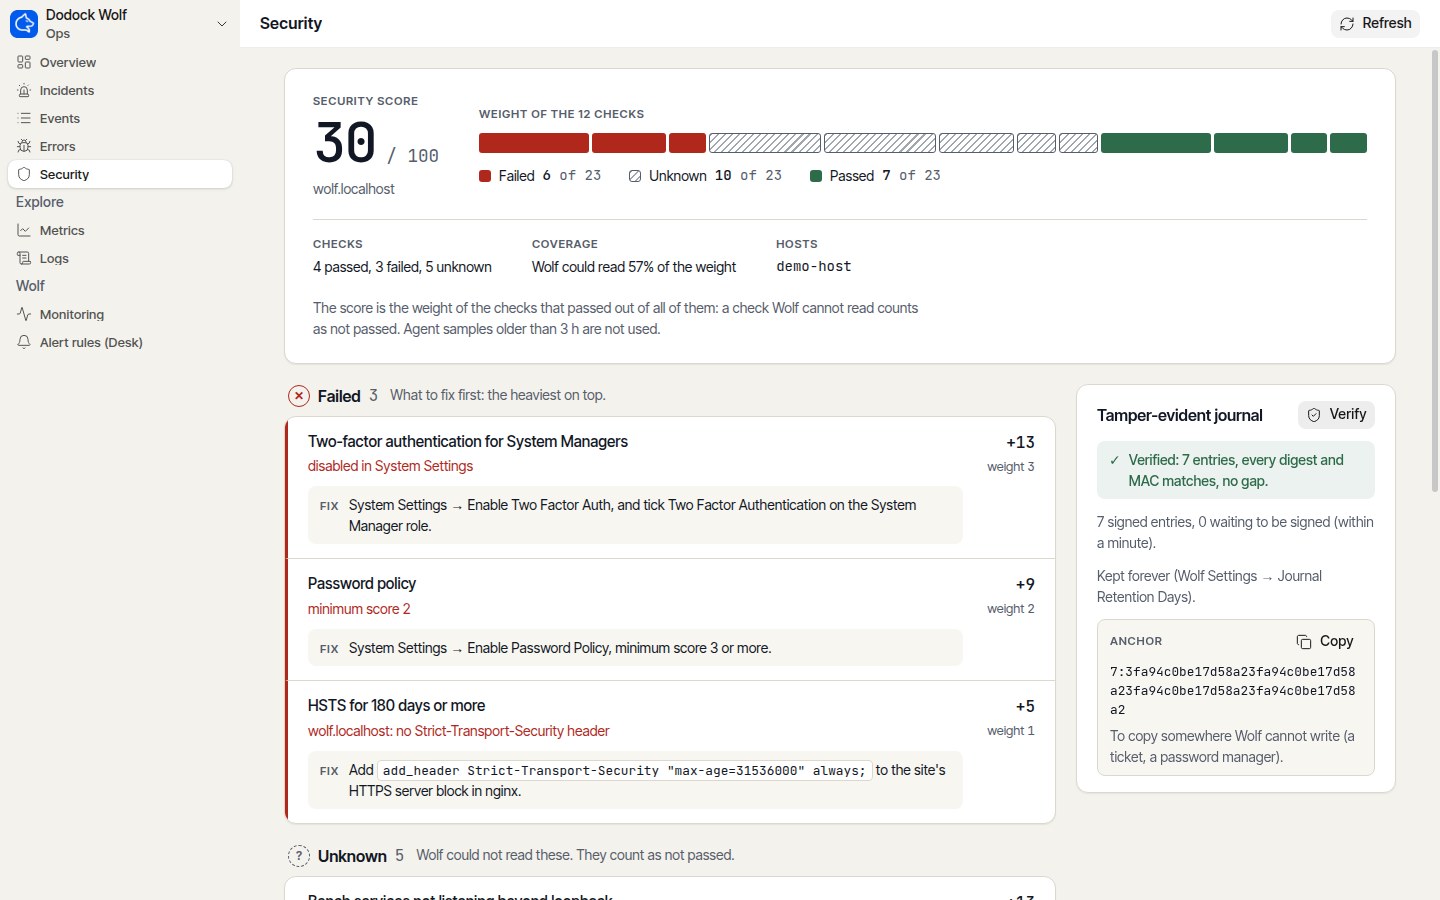 Dodock Wolf
Ops
Overview
Incidents
Events
Errors
Security
Explore
Metrics
Logs
Wolf
Monitoring
Alert rules (Desk)
Security
Refresh
SECURITY SCORE
30 / 100
wolf.localhost
WEIGHT OF THE 12 CHECKS
Failed 6 of 23
Unknown 10 of 23
Passed 7 of 23
CHECKS
4 passed, 3 failed, 5 unknown
COVERAGE
Wolf could read 57% of the weight
HOSTS
demo-host
The score is the weight of the checks that passed out of all of them: a check Wolf cannot read counts
as not passed. Agent samples older than 3 h are not used.
Failed 3 What to fix first: the heaviest on top.
Two-factor authentication for System Managers
+13
disabled in System Settings
weight 3
FIX System Settings → Enable Two Factor Auth, and tick Two Factor Authentication on the System
Manager role.
Password policy
+9
minimum score 2
weight 2
FIX System Settings → Enable Password Policy, minimum score 3 or more.
HSTS for 180 days or more
+5
wolf.localhost: no Strict-Transport-Security header
weight 1
FIX Add add_header Strict-Transport-Security "max-age=31536000" always; to the site's
HTTPS server block in nginx.
Unknown 5 Wolf could not read these. They count as not passed.
Bench services not listening beyond loopback
+13
Tamper-evident journal
Verify
✓ Verified: 7 entries, every digest and
MAC matches, no gap.
7 signed entries, 0 waiting to be signed (within
a minute).
Kept forever (Wolf Settings → Journal
Retention Days).
ANCHOR
Copy
7:3fa94c0be17d58a23fa94c0be17d58
a23fa94c0be17d58a23fa94c0be17d58
a2
To copy somewhere Wolf cannot write (a
ticket, a password manager).